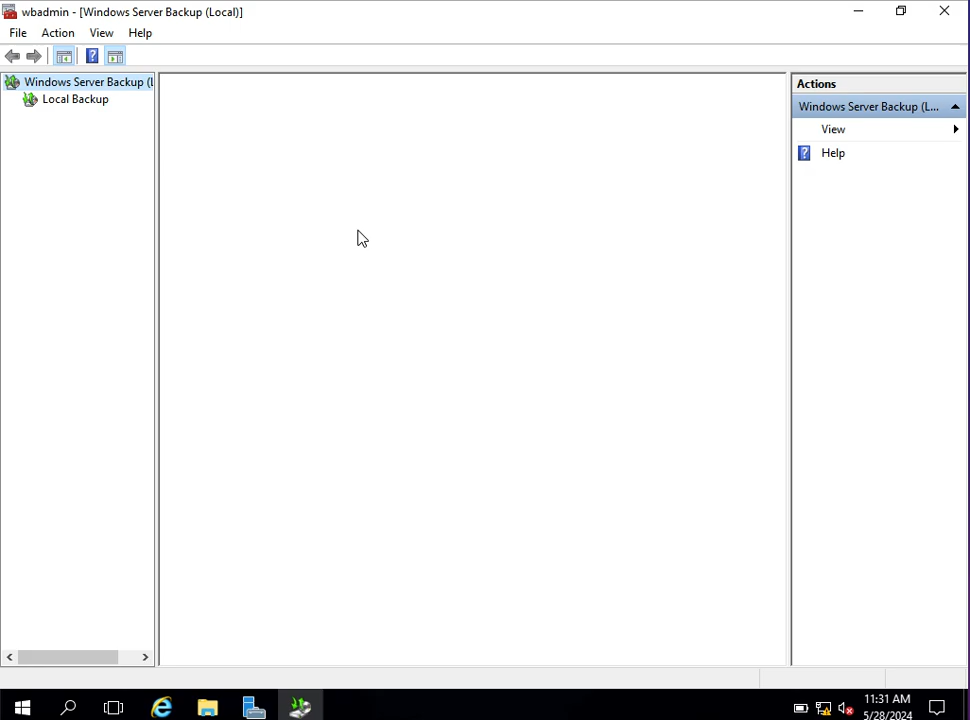 wbadmin - [Windows Server Backup (Local)]
File Action View Help
Windows Server Backup (L
Local Backup
Actions
Windows Server Backup (L...
View
Help
11:31 AM
5/28/2024